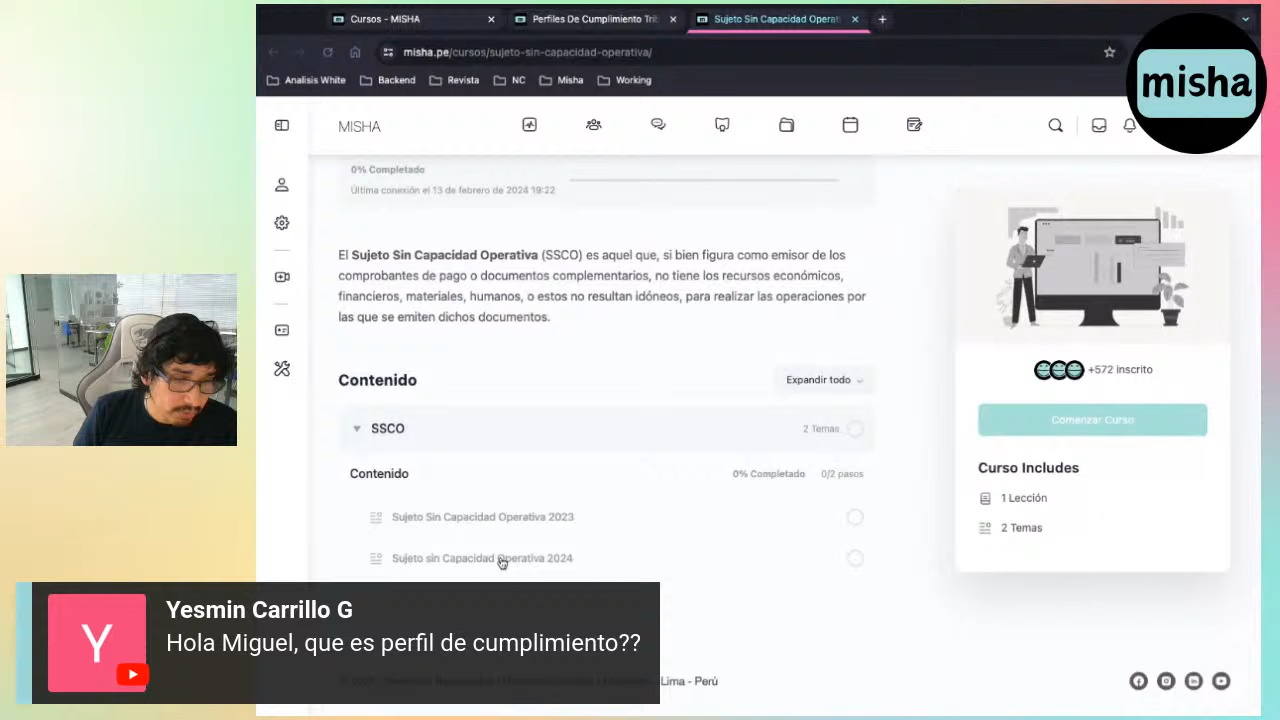 Cursos - MISHA
Perfiles De Cumplimiento Trib
Sujeto Sin Capacidad Operati
misha.pe/cursos/sujeto-sin-capacidad-operativa/
Analisis White
Backend
Revista
NC
Misha
Working
misha
MISHA
0% Completado
Última conexión el 13 de febrero de 2024 19:22
El Sujeto Sin Capacidad Operativa (SSCO) es aquel que, si bien figura como emisor de los
comprobantes de pago o documentos complementarios, no tiene los recursos económicos,
financieros, materiales, humanos, o estos no resultan idóneos, para realizar las operaciones por
las que se emiten dichos documentos.
Contenido
Expandir todo
SSCO
2 Temas
Contenido
0% Completado
0/2 pasos
Sujeto Sin Capacidad Operativa 2023
Sujeto sin Capacidad Operativa 2024
+572 inscrito
Comenzar Curso
Curso Includes
1 Lección
2 Temas
Y
Yesmin Carrillo G
Hola Miguel, que es perfil de cumplimiento??
Lima - Perú